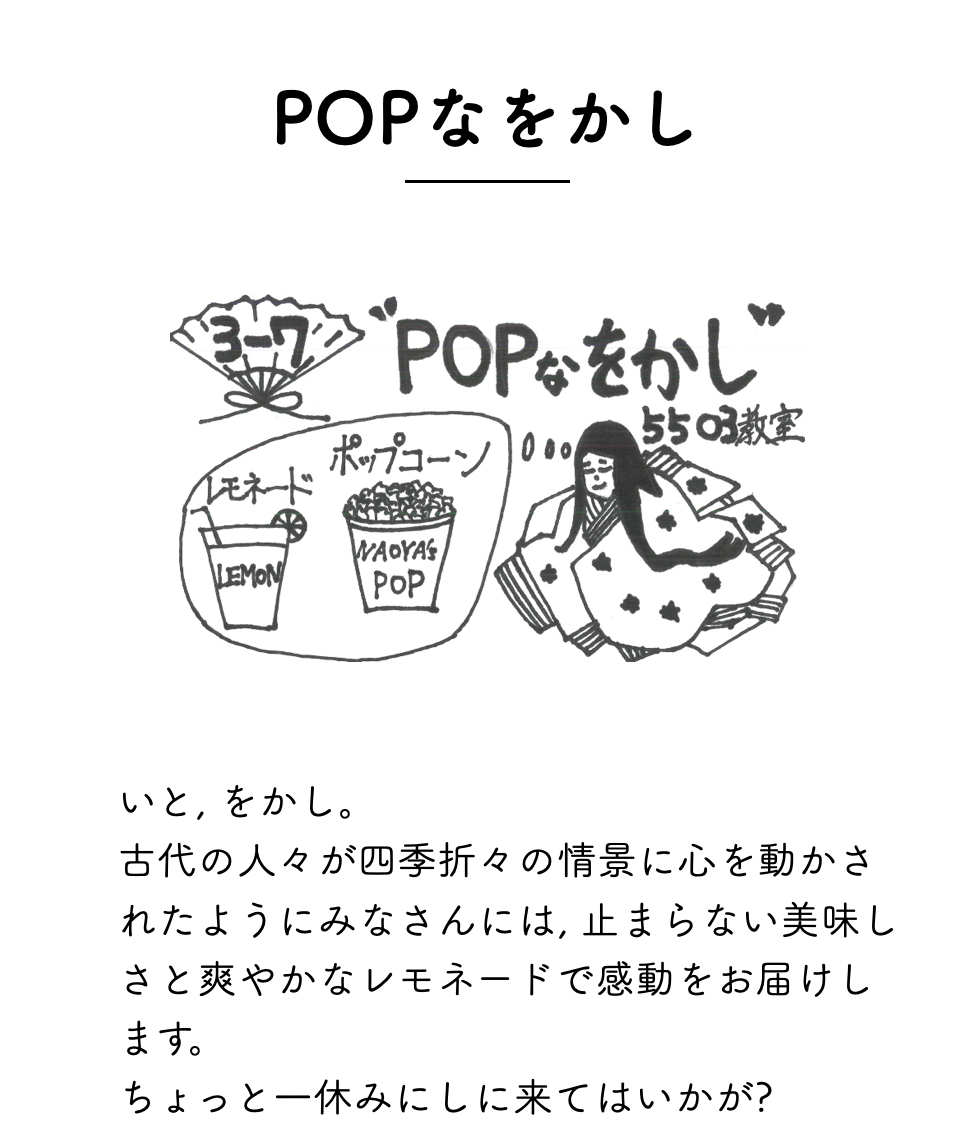 POPなをかし
3-7
"POPなをかし"
5503教室
ポップコーン
レモネード
LEMON
NAOYA's
POP
いと, をかし。
古代の人々が四季折々の情景に心を動かさ
れたようにみなさんには, 止まらない美味し
さと爽やかなレモネードで感動をお届けし
ます。
ちょっと一休みにしに来てはいかが?